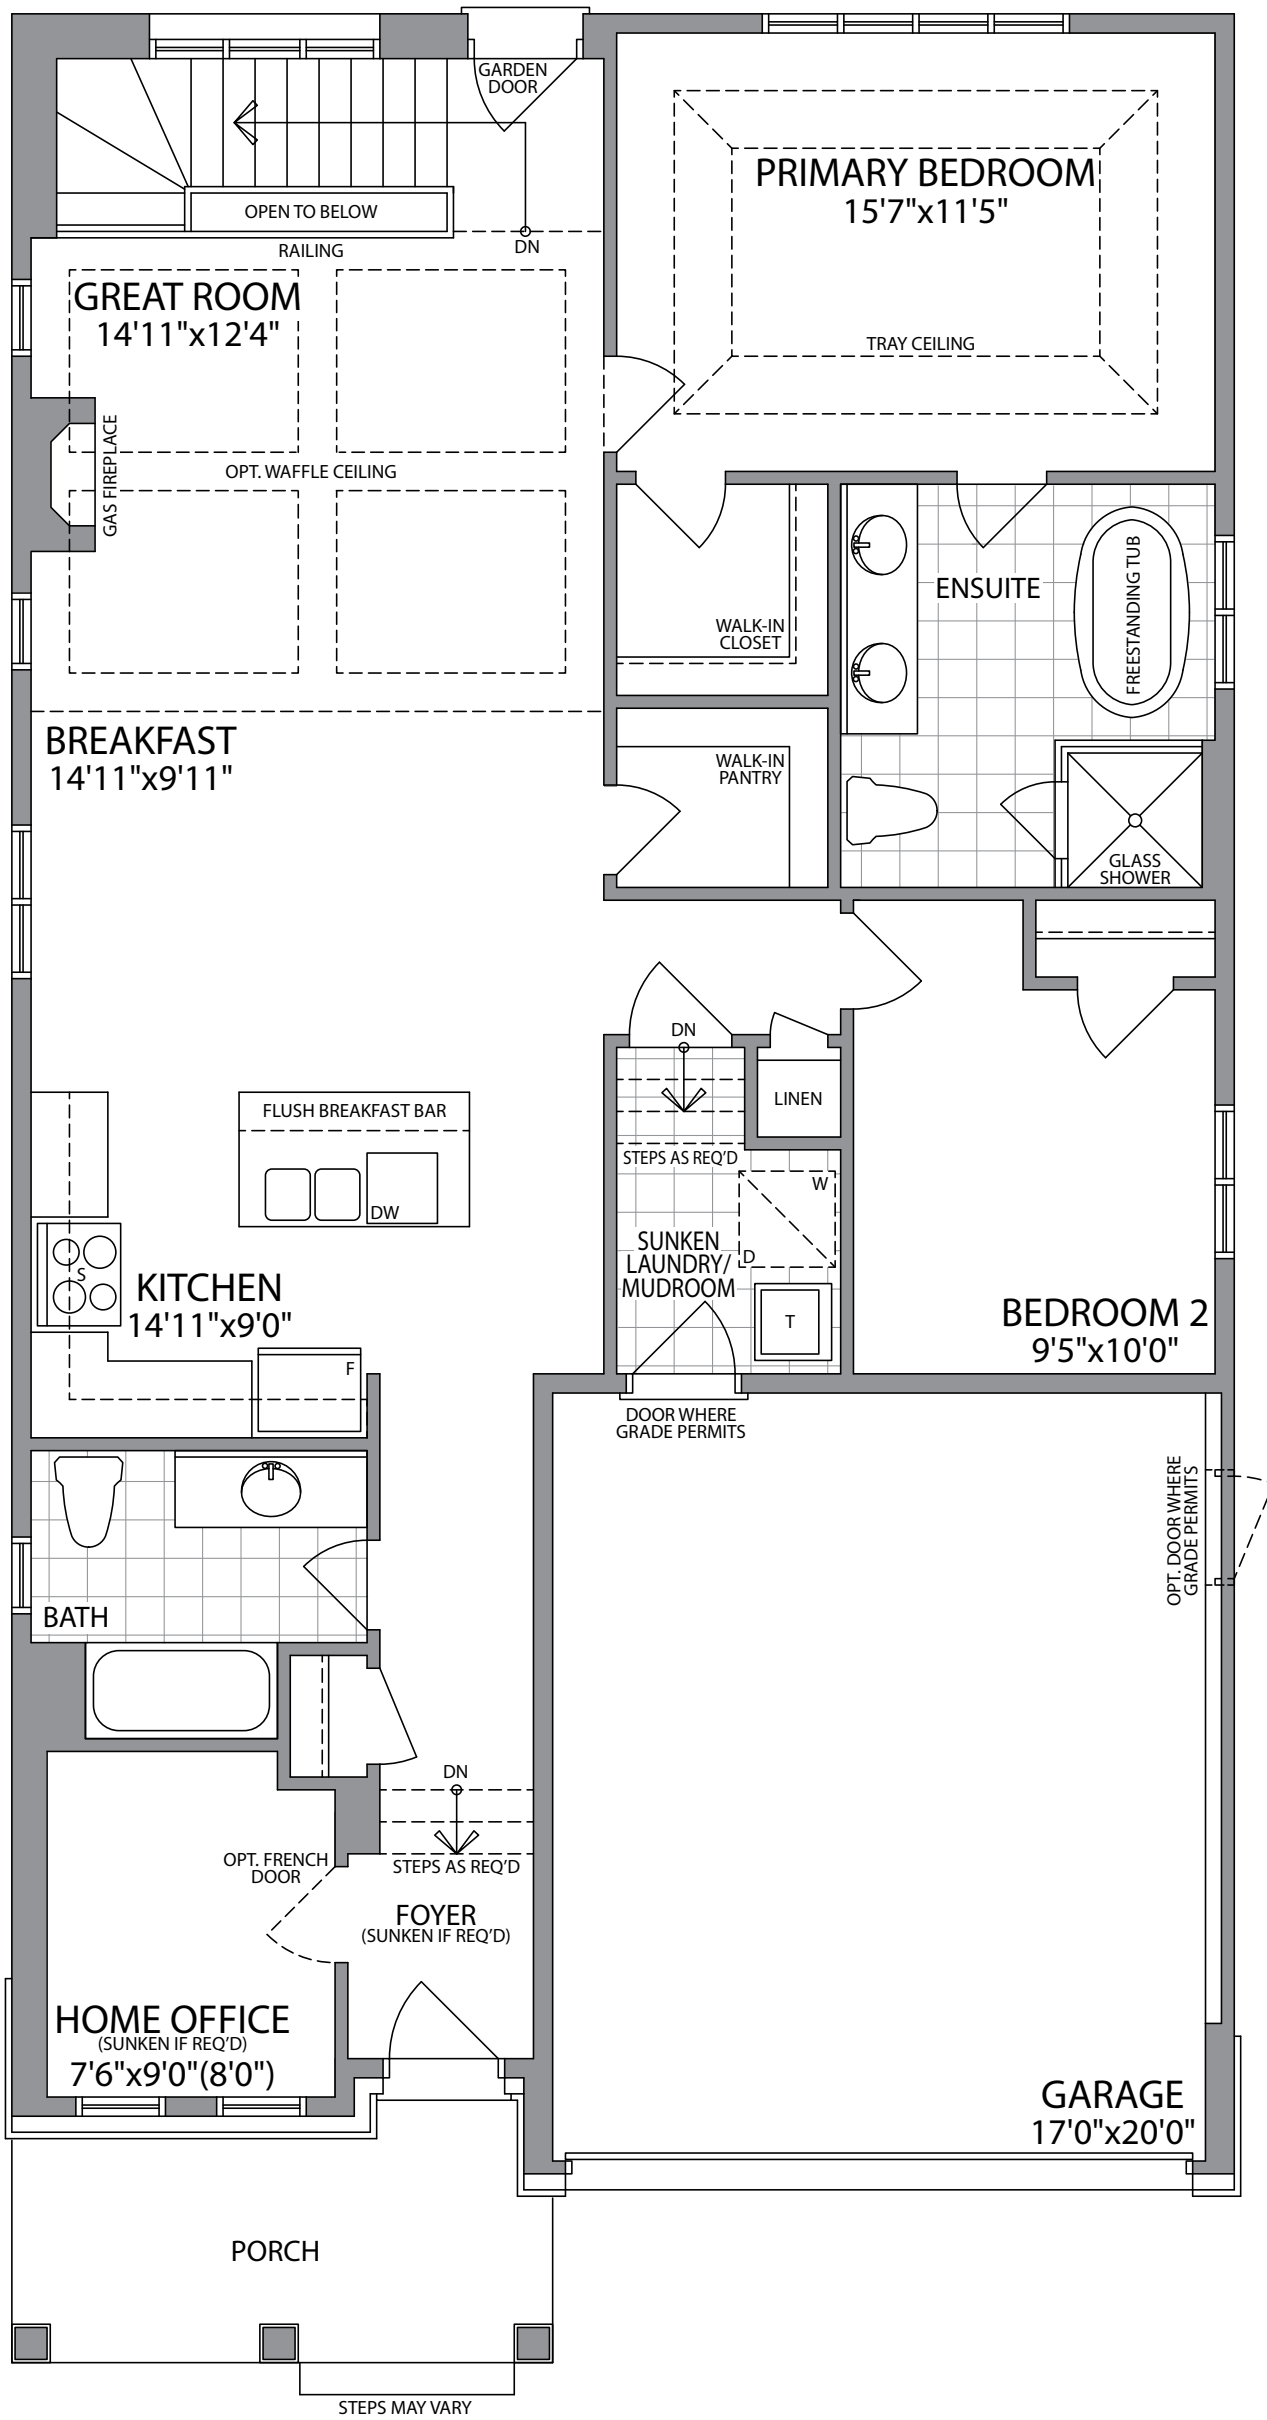 GARDEN
DOOR
PRIMARY BEDROOM
15'7"x11'5"
OPEN TO BELOW
DN
RAILING
GREAT ROOM
14'11"x12'4"
TRAY CEILING
GAS FIREPLACE
OPT. WAFFLE CEILING
ENSUITE
FREESTANDING TUB
WALK-IN
CLOSET
BREAKFAST
14'11"x9'11"
WALK-IN
PANTRY
GLASS
SHOWER
DN
LINEN
FLUSH BREAKFAST BAR
STEPS AS REQ'D
W
DW
D
SUNKEN
LAUNDRY/
MUDROOM
S
KITCHEN
14'11"x9'0"
T
BEDROOM 2
9'5"x10'0"
F
DOOR WHERE
GRADE PERMITS
OPT. DOOR WHERE
GRADE PERMITS
BATH
DN
OPT. FRENCH
DOOR
STEPS AS REQ'D
FOYER
(SUNKEN IF REQ'D)
HOME OFFICE
(SUNKEN IF REQ'D)
7'6"x9'0"(8'0")
GARAGE
17'0"x20'0"
PORCH
STEPS MAY VARY